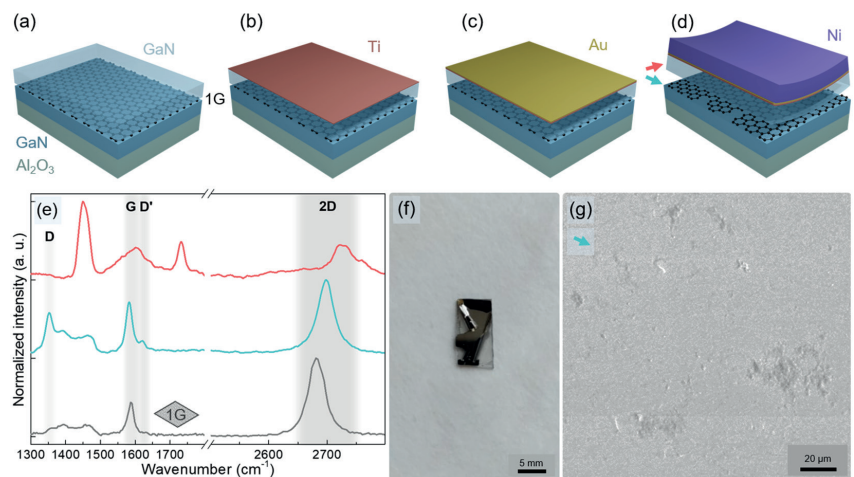 (a)
(b)
(c)
(d)
GaN
Ti
Au
Ni
1G
GaN
Al₂O₃
(e)
G D'
2D
(f)
(g)
D
Normalized intensity (a. u.)
1G
1300 1400 1500 1600 1700 2600 2700
Wavenumber (cm⁻¹)
5 mm
20 µm